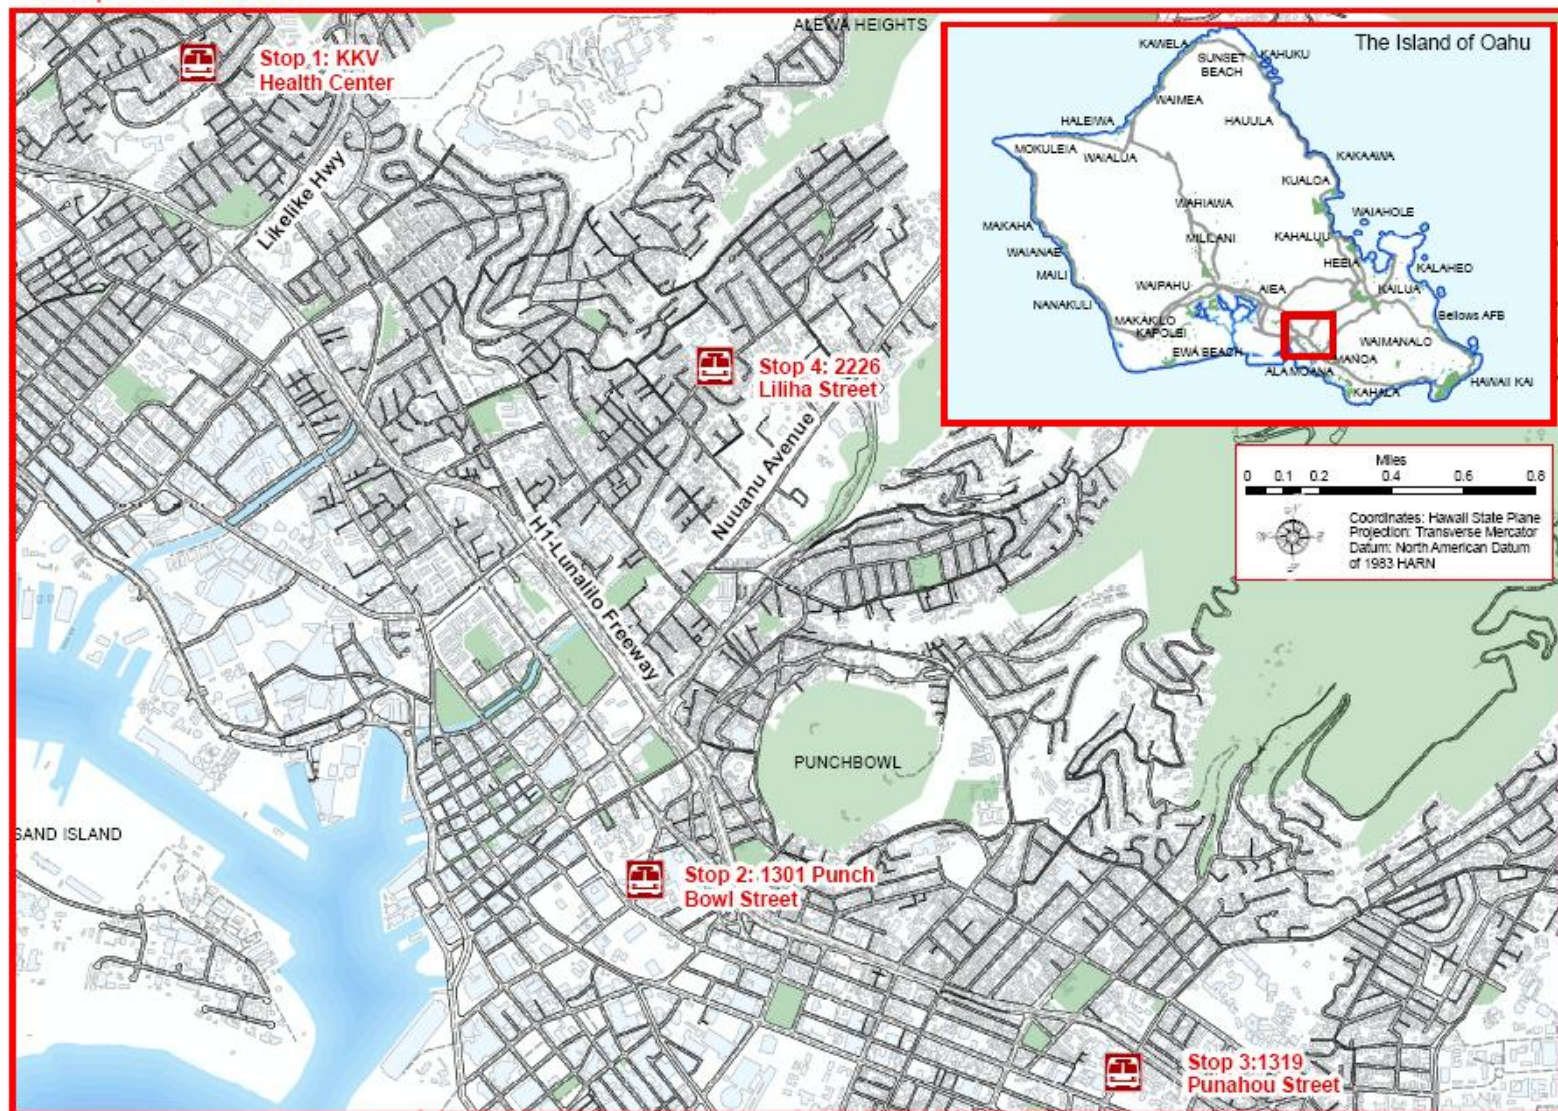 ALEWA HEIGHTS
Stop 1: KKV
Health Center
Likelike Hwy
Stop 4: 2226
Liliha Street
Nuuanu Avenue
H1-Lunalilo Freeway
PUNCHBOWL
SAND ISLAND
Stop 2: 1301 Punch
Bowl Street
Stop 3:1319
Punahou Street
The Island of Oahu
KAWELA
KAHUKU
SUNSET
BEACH
WAIMEA
HALEIWA
HAUULA
MOKULEIA
WAIALUA
KAKAAWA
KUALOA
WAHIAWA
WAIAHOLE
MAKAHA
MILILANI
KAHALUU
WAIANAE
HEEIA
KALAHEO
MAILI
WAIPAHU
AIEA
KAILUA
NANAKULI
MAKAKILO
KAPOLEI
Bellows AFB
WAIMANALO
EWA BEACH
MANOA
ALA MOANA
HAWAII KAI
KAHALA
Miles
0 0.1 0.2 0.4 0.6 0.8
Coordinates: Hawaii State Plane
Projection: Transverse Mercator
Datum: North American Datum
of 1983 HARN